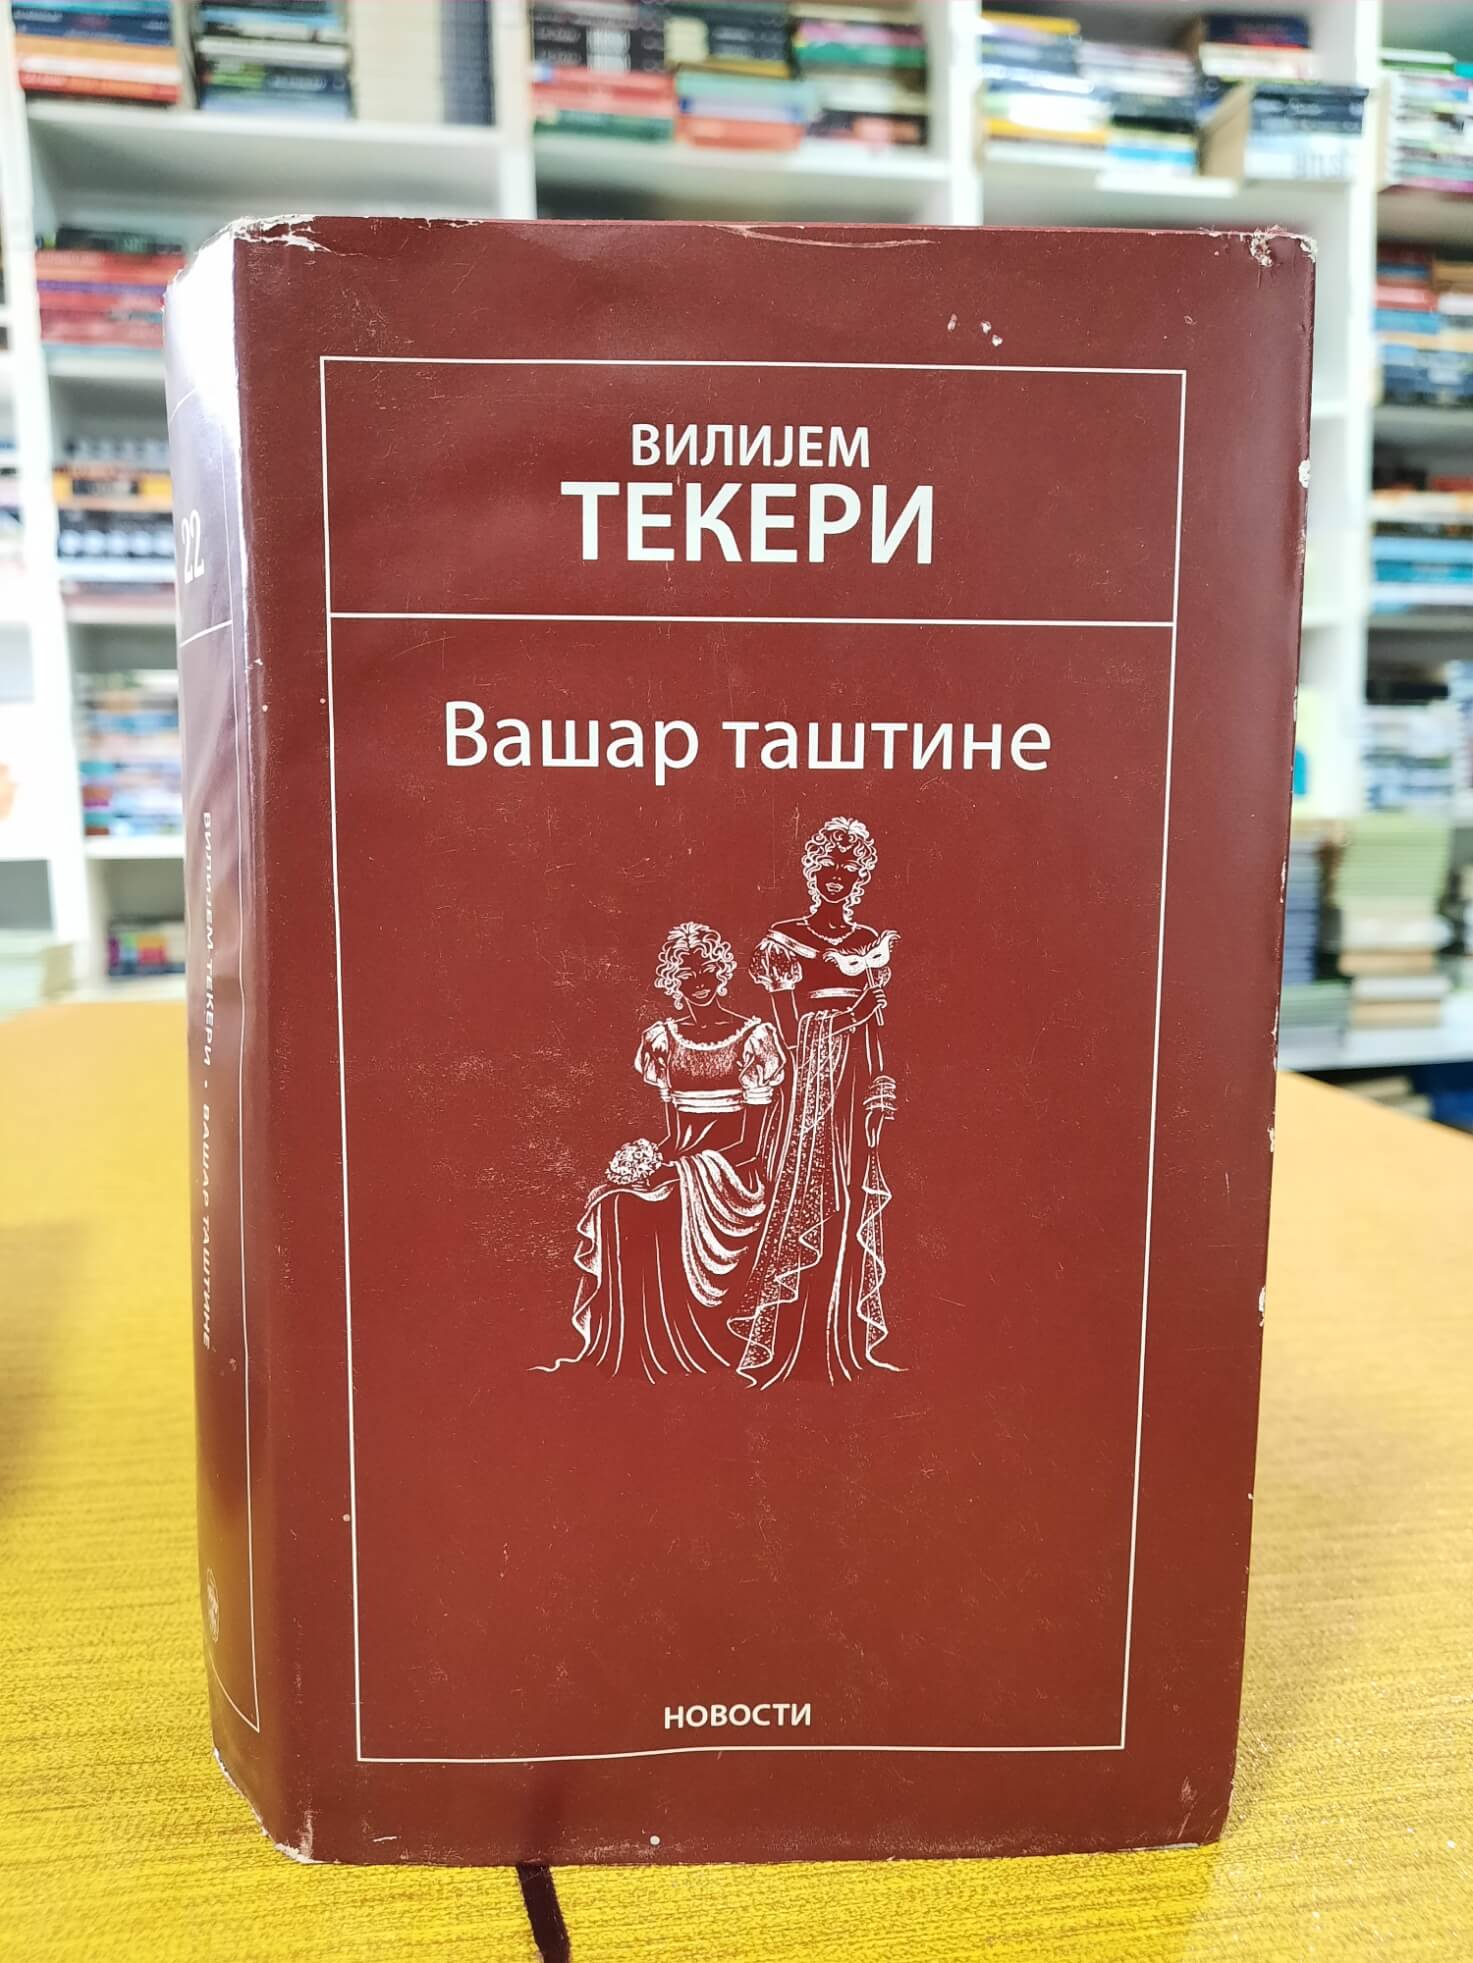 ВИЛИЈЕМ
ТЕКЕРИ
Вашар таштине
НОВОСТИ
22
ВИЛИЈЕМ ТЕКЕРИ • ВАШАР ТАШТИНЕ